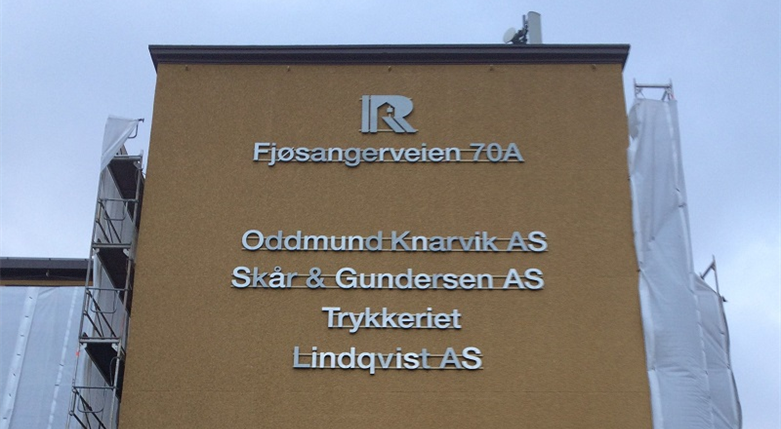 R
Fjøsangerveien 70A
Oddmund Knarvik AS
Skår & Gundersen AS
Trykkeriet
Lindqvist AS